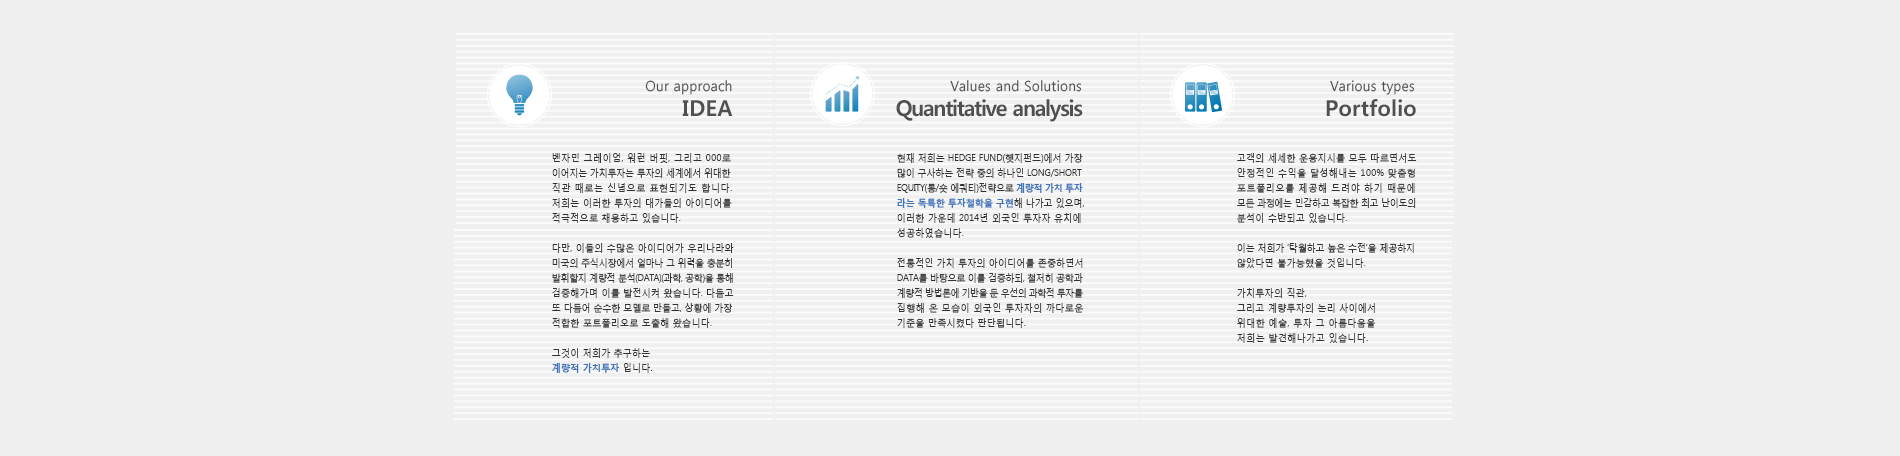 Our approach
IDEA
벤자민 그레이엄, 워런 버핏, 그리고 000로
이어지는 가치투자는 투자의 세계에서 위대한
직관 때로는 신념으로 표현되기도 합니다.
저희는 이러한 투자의 대가들의 아이디어를
적극적으로 채용하고 있습니다.
다만, 이들의 수많은 아이디어가 우리나라와
미국의 주식시장에서 얼마나 그 위력을 충분히
발휘할지 계량적 분석(DATA)(과학, 공학)을 통해
검증해가며 이를 발전시켜 왔습니다. 다듬고
또 다듬어 순수한 모델로 만들고, 상황에 가장
적합한 포트폴리오로 도출해 왔습니다.
그것이 저희가 추구하는
계량적 가치투자 입니다.
Values and Solutions
Quantitative analysis
현재 저희는 HEDGE FUND(헷지펀드)에서 가장
많이 구사하는 전략 중의 하나인 LONG/SHORT
EQUITY(롱/숏 에쿼티)전략으로 계량적 가치 투자
라는 독특한 투자철학을 구현해 나가고 있으며,
이러한 가운데 2014년 외국인 투자자 유치에
성공하였습니다.
전통적인 가치 투자의 아이디어를 존중하면서
DATA를 바탕으로 이를 검증하되, 철저히 공학과
계량적 방법론에 기반을 둔 우선의 과학적 투자를
집행해 온 모습이 외국인 투자자의 까다로운
기준을 만족시켰다 판단됩니다.
Various types
Portfolio
고객의 세세한 운용지시를 모두 따르면서도
안정적인 수익을 달성해내는 100% 맞춤형
포트폴리오를 제공해 드려야 하기 때문에
모든 과정에는 민감하고 복잡한 최고 난이도의
분석이 수반되고 있습니다.
이는 저희가 '탁월하고 높은 수전'을 제공하지
않았다면 불가능했을 것입니다.
가치투자의 직관,
그리고 계량투자의 논리 사이에서
위대한 예술, 투자 그 아름다움을
저희는 발견해나가고 있습니다.